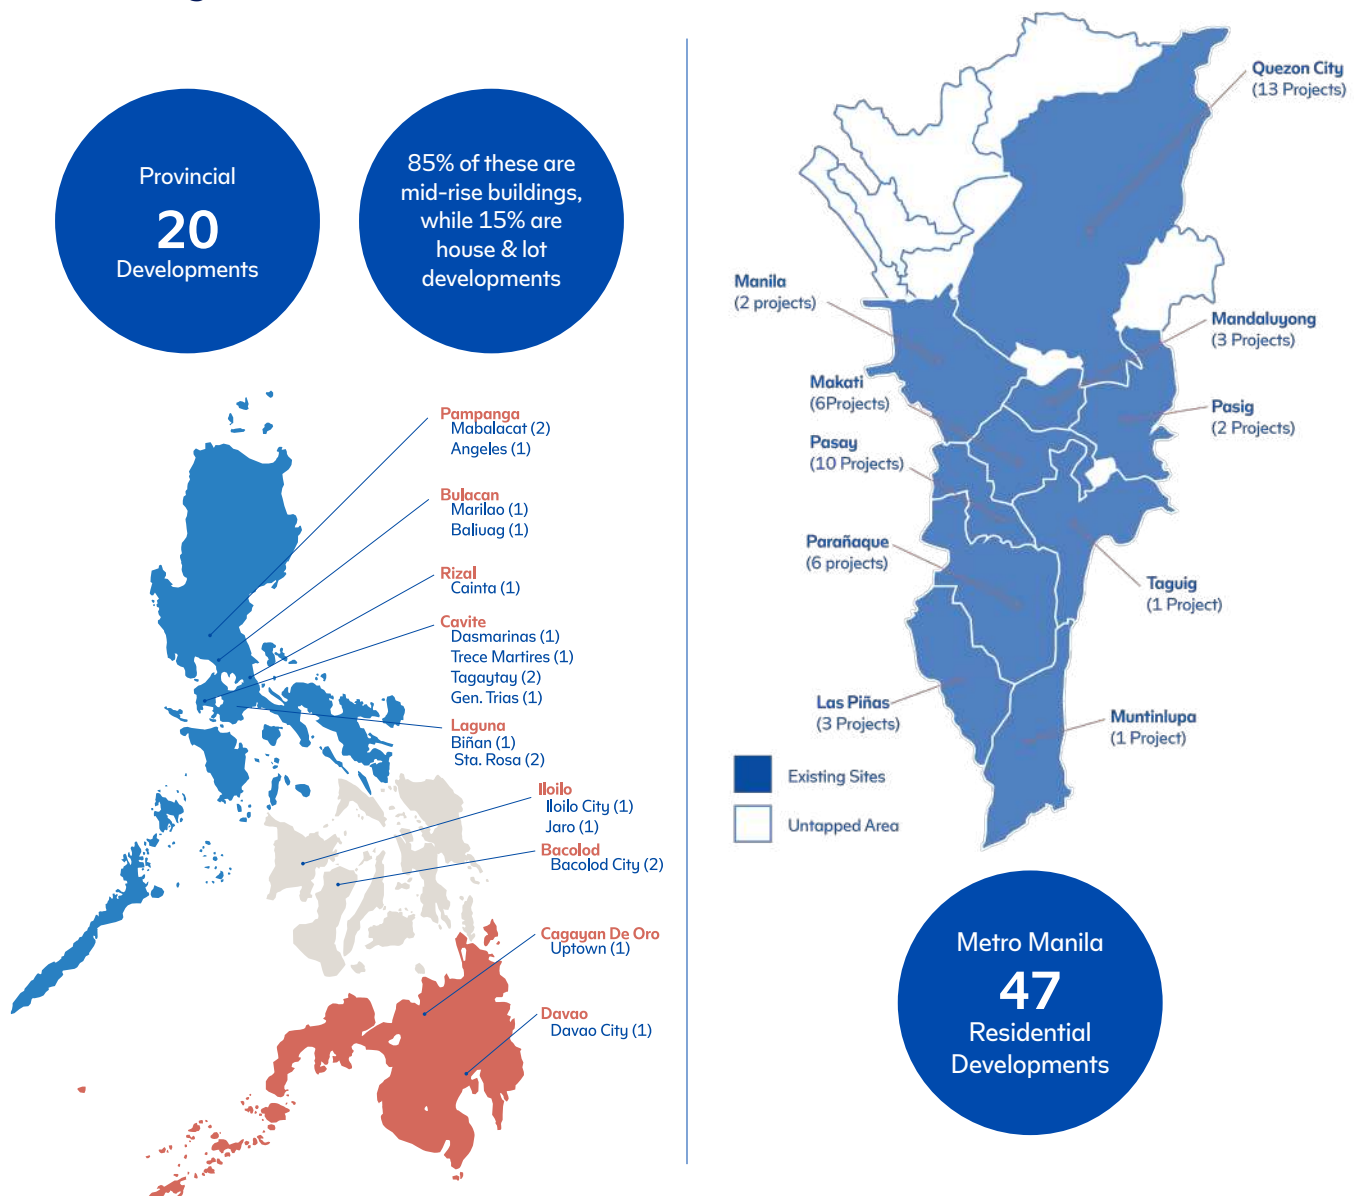 Provincial
20
Developments
85% of these are
mid-rise buildings,
while 15% are
house & lot
developments
Pampanga
Mabalacat (2)
Angeles (1)
Bulacan
Marilao (1)
Baliuag (1)
Rizal
Cainta (1)
Cavite
Dasmarinas (1)
Trece Martires (1)
Tagaytay (2)
Gen. Trias (1)
Laguna
Biñan (1)
Sta. Rosa (2)
Iloilo
Iloilo City (1)
Jaro (1)
Bacolod
Bacolod City (2)
Cagayan De Oro
Uptown (1)
Davao
Davao City (1)
Quezon City
(13 Projects)
Manila
(2 projects)
Mandaluyong
(3 Projects)
Makati
(6Projects)
Pasig
(2 Projects)
Pasay
(10 Projects)
Parañaque
(6 projects)
Taguig
(1 Project)
Las Piñas
(3 Projects)
Muntinlupa
(1 Project)
Existing Sites
Untapped Area
Metro Manila
47
Residential
Developments